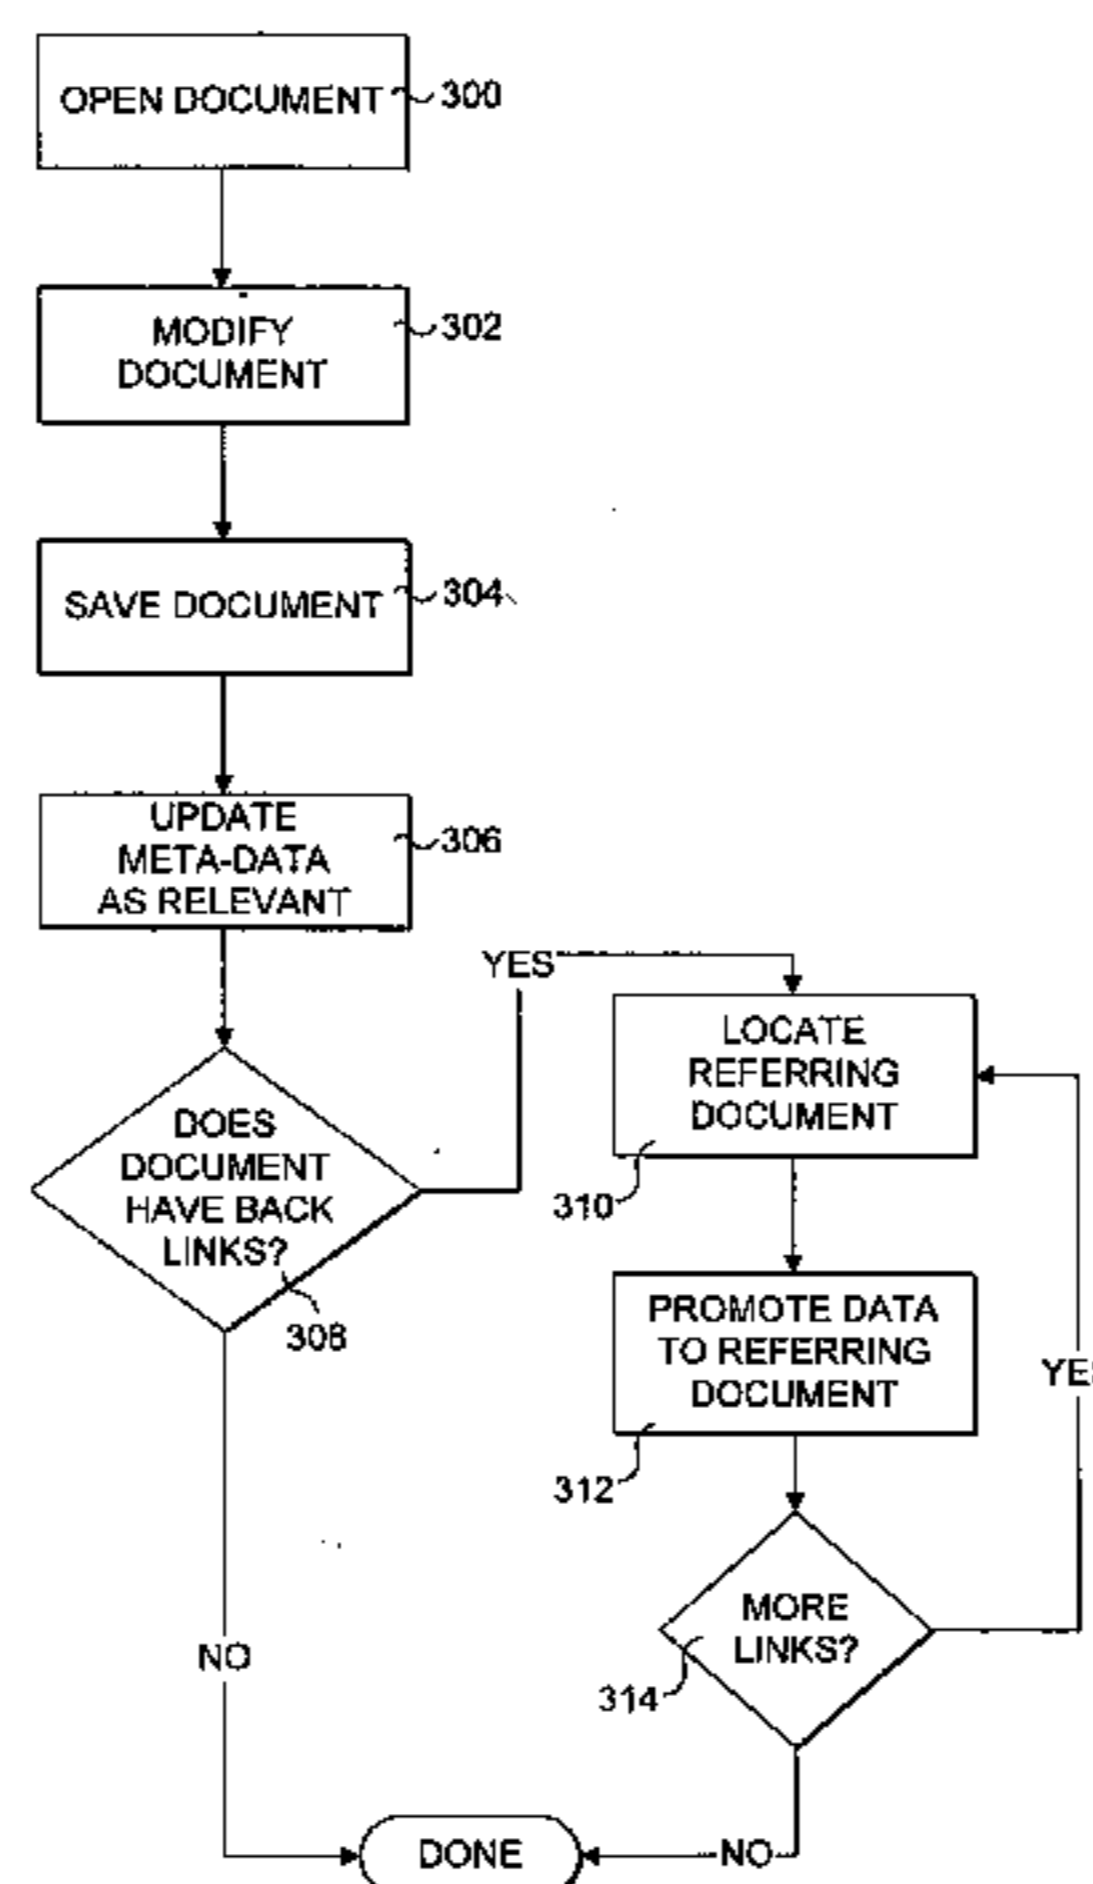 OPEN DOCUMENT
300
MODIFY
DOCUMENT
302
SAVE DOCUMENT
304
UPDATE
META-DATA
AS RELEVANT
306
YES
LOCATE
REFERRING
DOCUMENT
310
DOES
DOCUMENT
HAVE BACK
LINKS?
308
PROMOTE DATA
TO REFERRING
DOCUMENT
312
YES
MORE
LINKS?
314
NO
DONE
NO